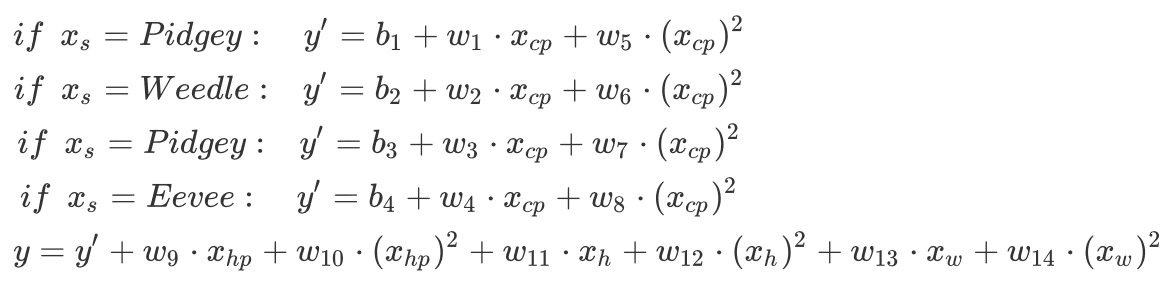 if x_s = Pidgey : y′ = b_1 + w_1 · x_cp + w_5 · (x_cp)^2
if x_s = Weedle : y′ = b_2 + w_2 · x_cp + w_6 · (x_cp)^2
if x_s = Pidgey : y′ = b_3 + w_3 · x_cp + w_7 · (x_cp)^2
if x_s = Eevee : y′ = b_4 + w_4 · x_cp + w_8 · (x_cp)^2
y = y′ + w_9 · x_hp + w_10 · (x_hp)^2 + w_11 · x_h + w_12 · (x_h)^2 + w_13 · x_w + w_14 · (x_w)^2